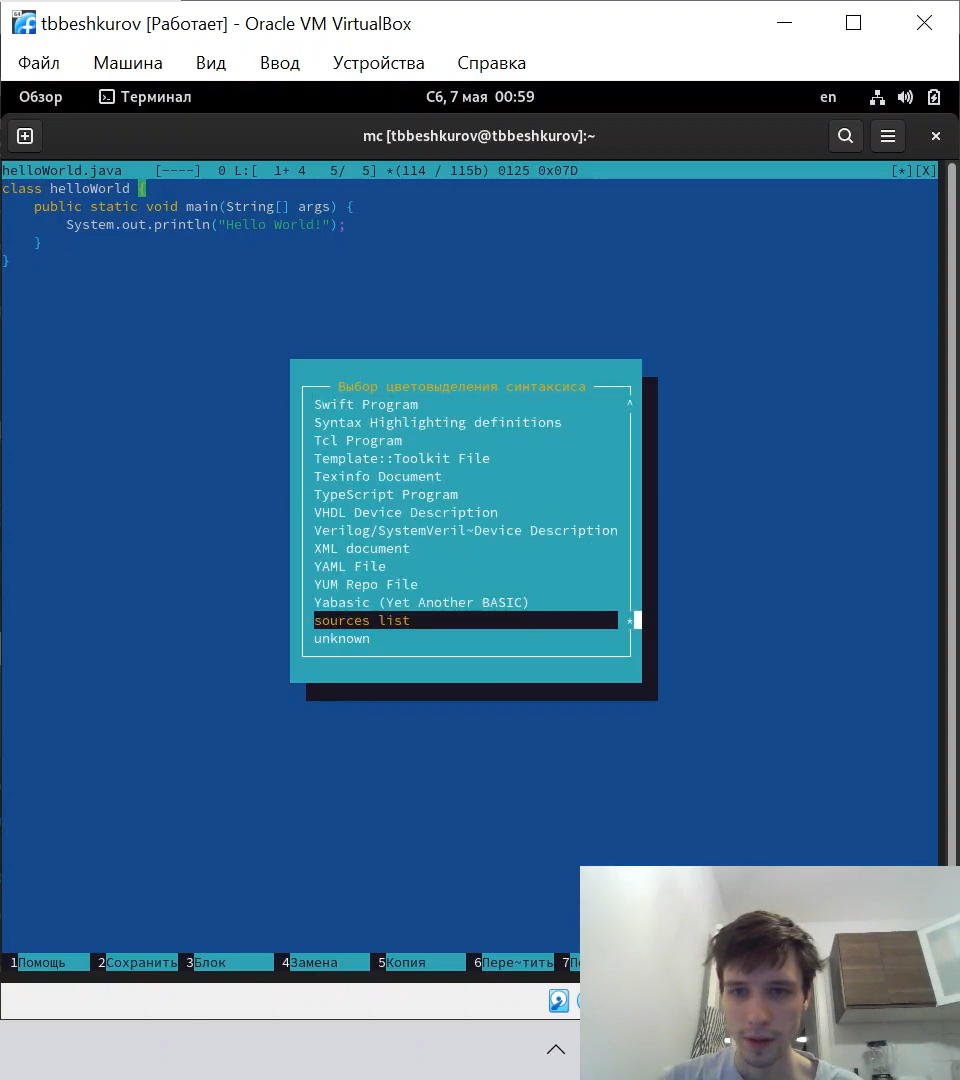 tbbeshkurov [Работает] - Oracle VM VirtualBox
Файл Машина Вид Ввод Устройства Справка
Обзор Терминал Сб, 7 мая 00:59 en
mc [tbbeshkurov@tbbeshkurov]:~
helloWorld.java [----] 0 L:[ 1+ 4 5/ 5] *(114 / 115b) 0125 0x07D [*][X]
class helloWorld {
public static void main(String[] args) {
System.out.println("Hello World!");
}
}
Выбор цветовыделения синтаксиса
Swift Program
Syntax Highlighting definitions
Tcl Program
Template::Toolkit File
Texinfo Document
TypeScript Program
VHDL Device Description
Verilog/SystemVeril~Device Description
XML document
YAML File
YUM Repo File
Yabasic (Yet Another BASIC)
sources list
unknown
1Помощь 2Сохранить 3Блок 4Замена 5Копия 6Пере~тить 7П